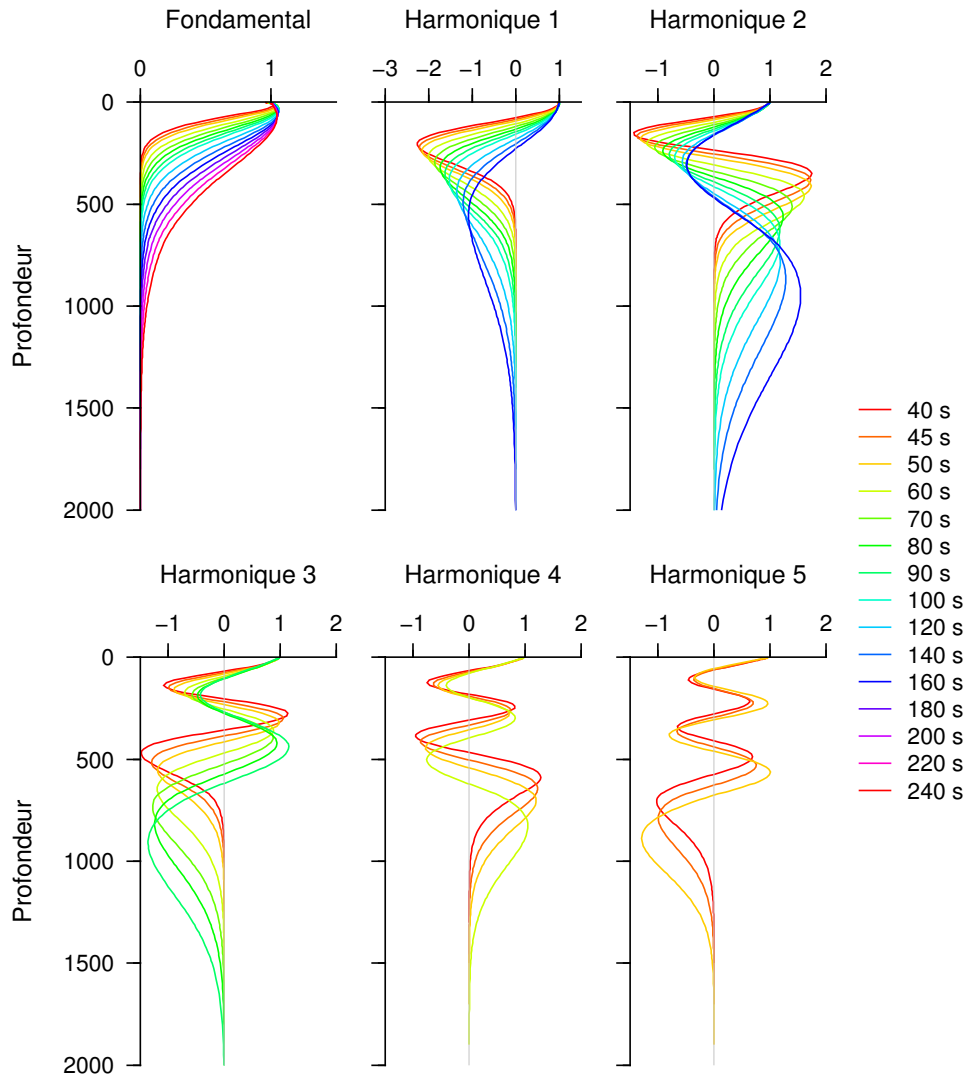 Fondamental Harmonique 1 Harmonique 2
0 1 −3 −2 −1 0 1 −1 0 1 2
0
500
1000
1500
2000
Profondeur
40 s
45 s
50 s
60 s
70 s
80 s
90 s
100 s
120 s
140 s
160 s
180 s
200 s
220 s
240 s
Harmonique 3 Harmonique 4 Harmonique 5
−1 0 1 2 −1 0 1 2 −1 0 1 2
0
500
1000
1500
2000
Profondeur